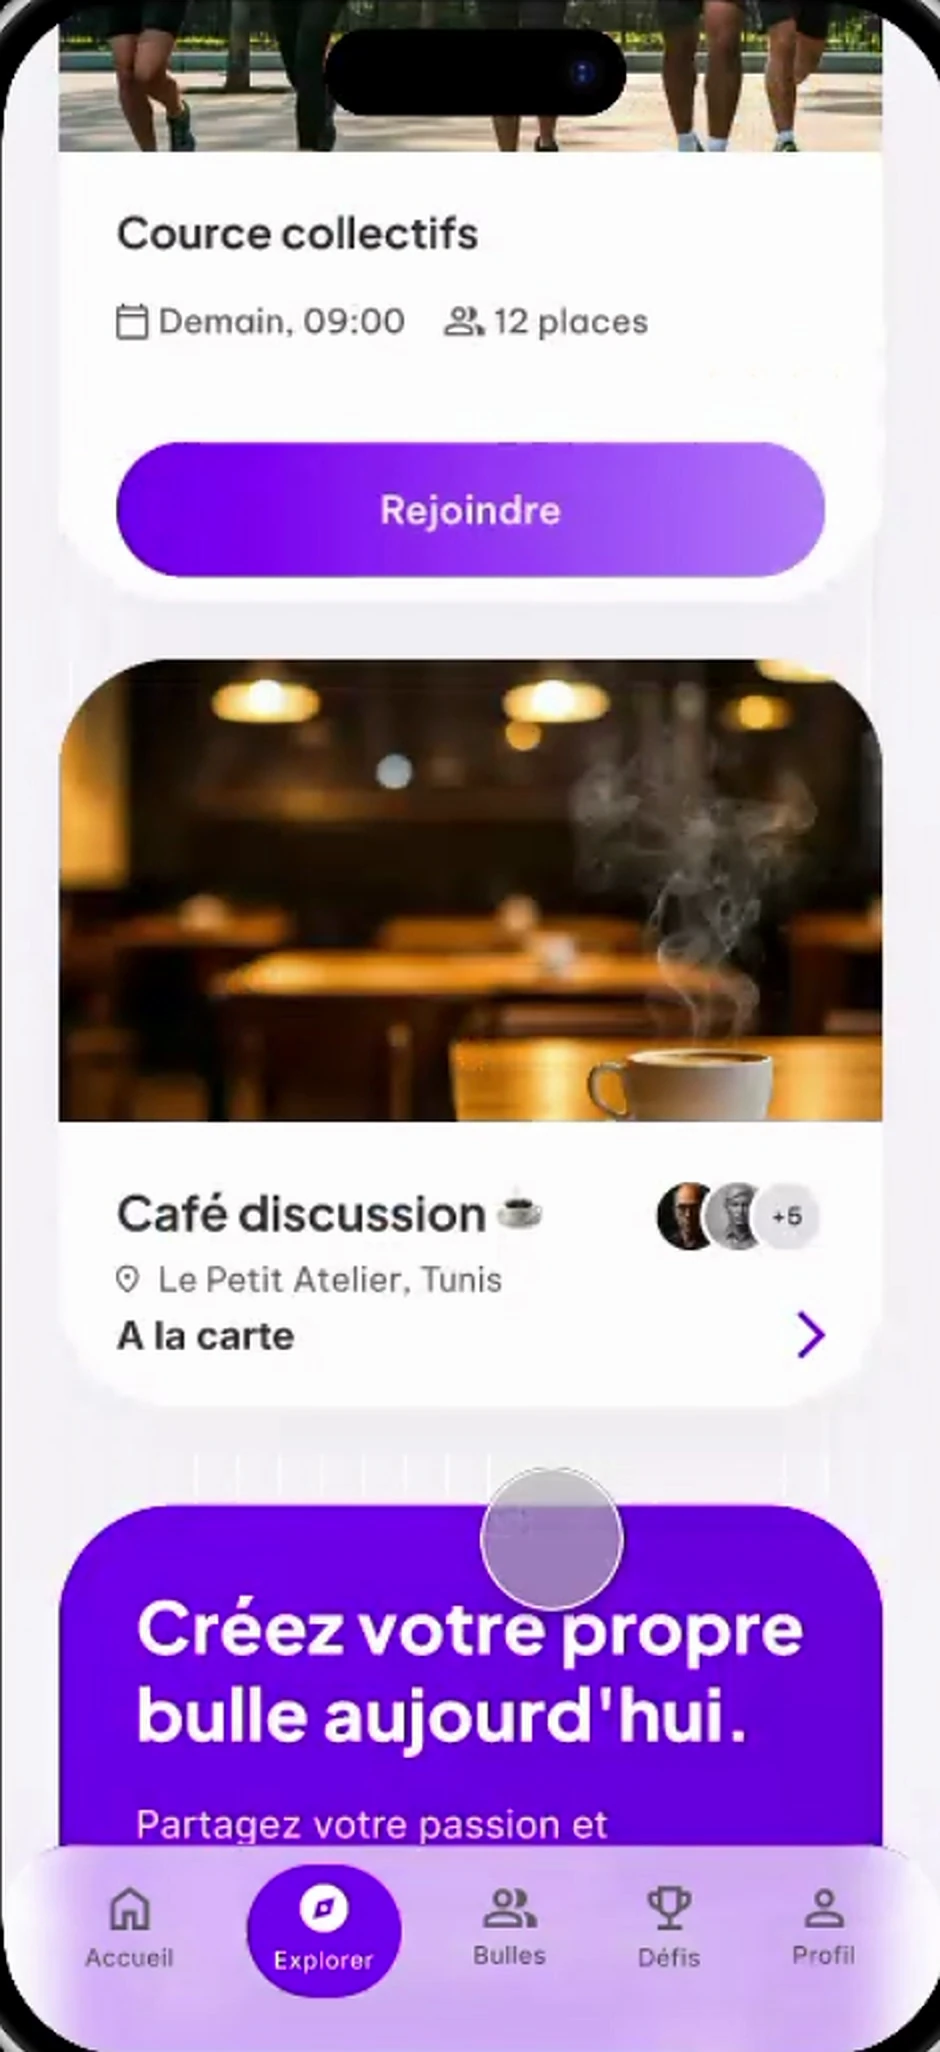 Cource collectifs
Demain, 09:00 12 places
Rejoindre
Café discussion ☕
+5
Le Petit Atelier, Tunis
A la carte
Créez votre propre
bulle aujourd'hui.
Partagez votre passion et
Accueil Explorer Bulles Défis Profil